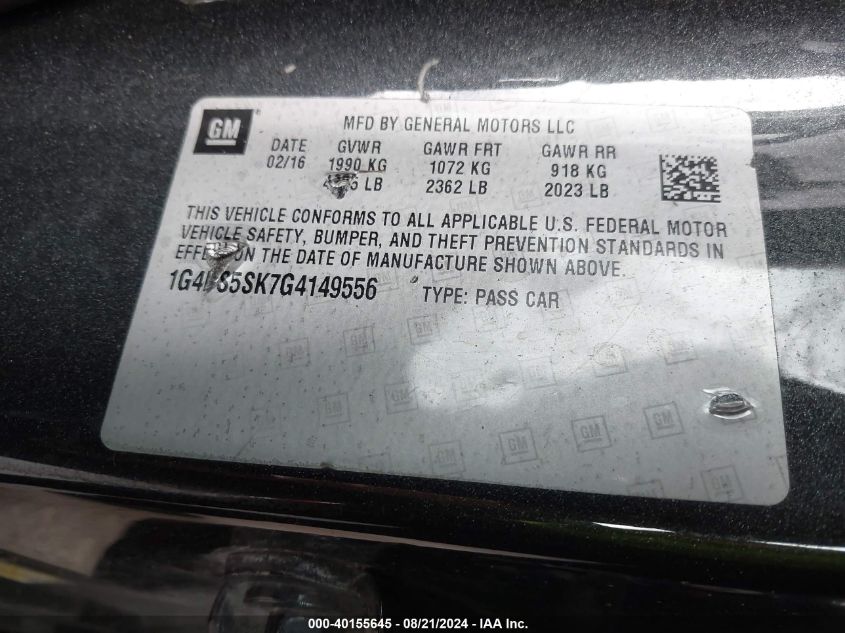 GM
MFD BY GENERAL MOTORS LLC
DATE GVWR GAWR FRT GAWR RR
02/16 1990 KG 1072 KG 918 KG
LB 2362 LB 2023 LB
THIS VEHICLE CONFORMS TO ALL APPLICABLE U.S. FEDERAL MOTOR
VEHICLE SAFETY, BUMPER, AND THEFT PREVENTION STANDARDS IN
ON THE DATE OF MANUFACTURE SHOWN ABOVE.
TYPE: PASS CAR
000-40155645 - 08/21/2024 - IAA Inc.